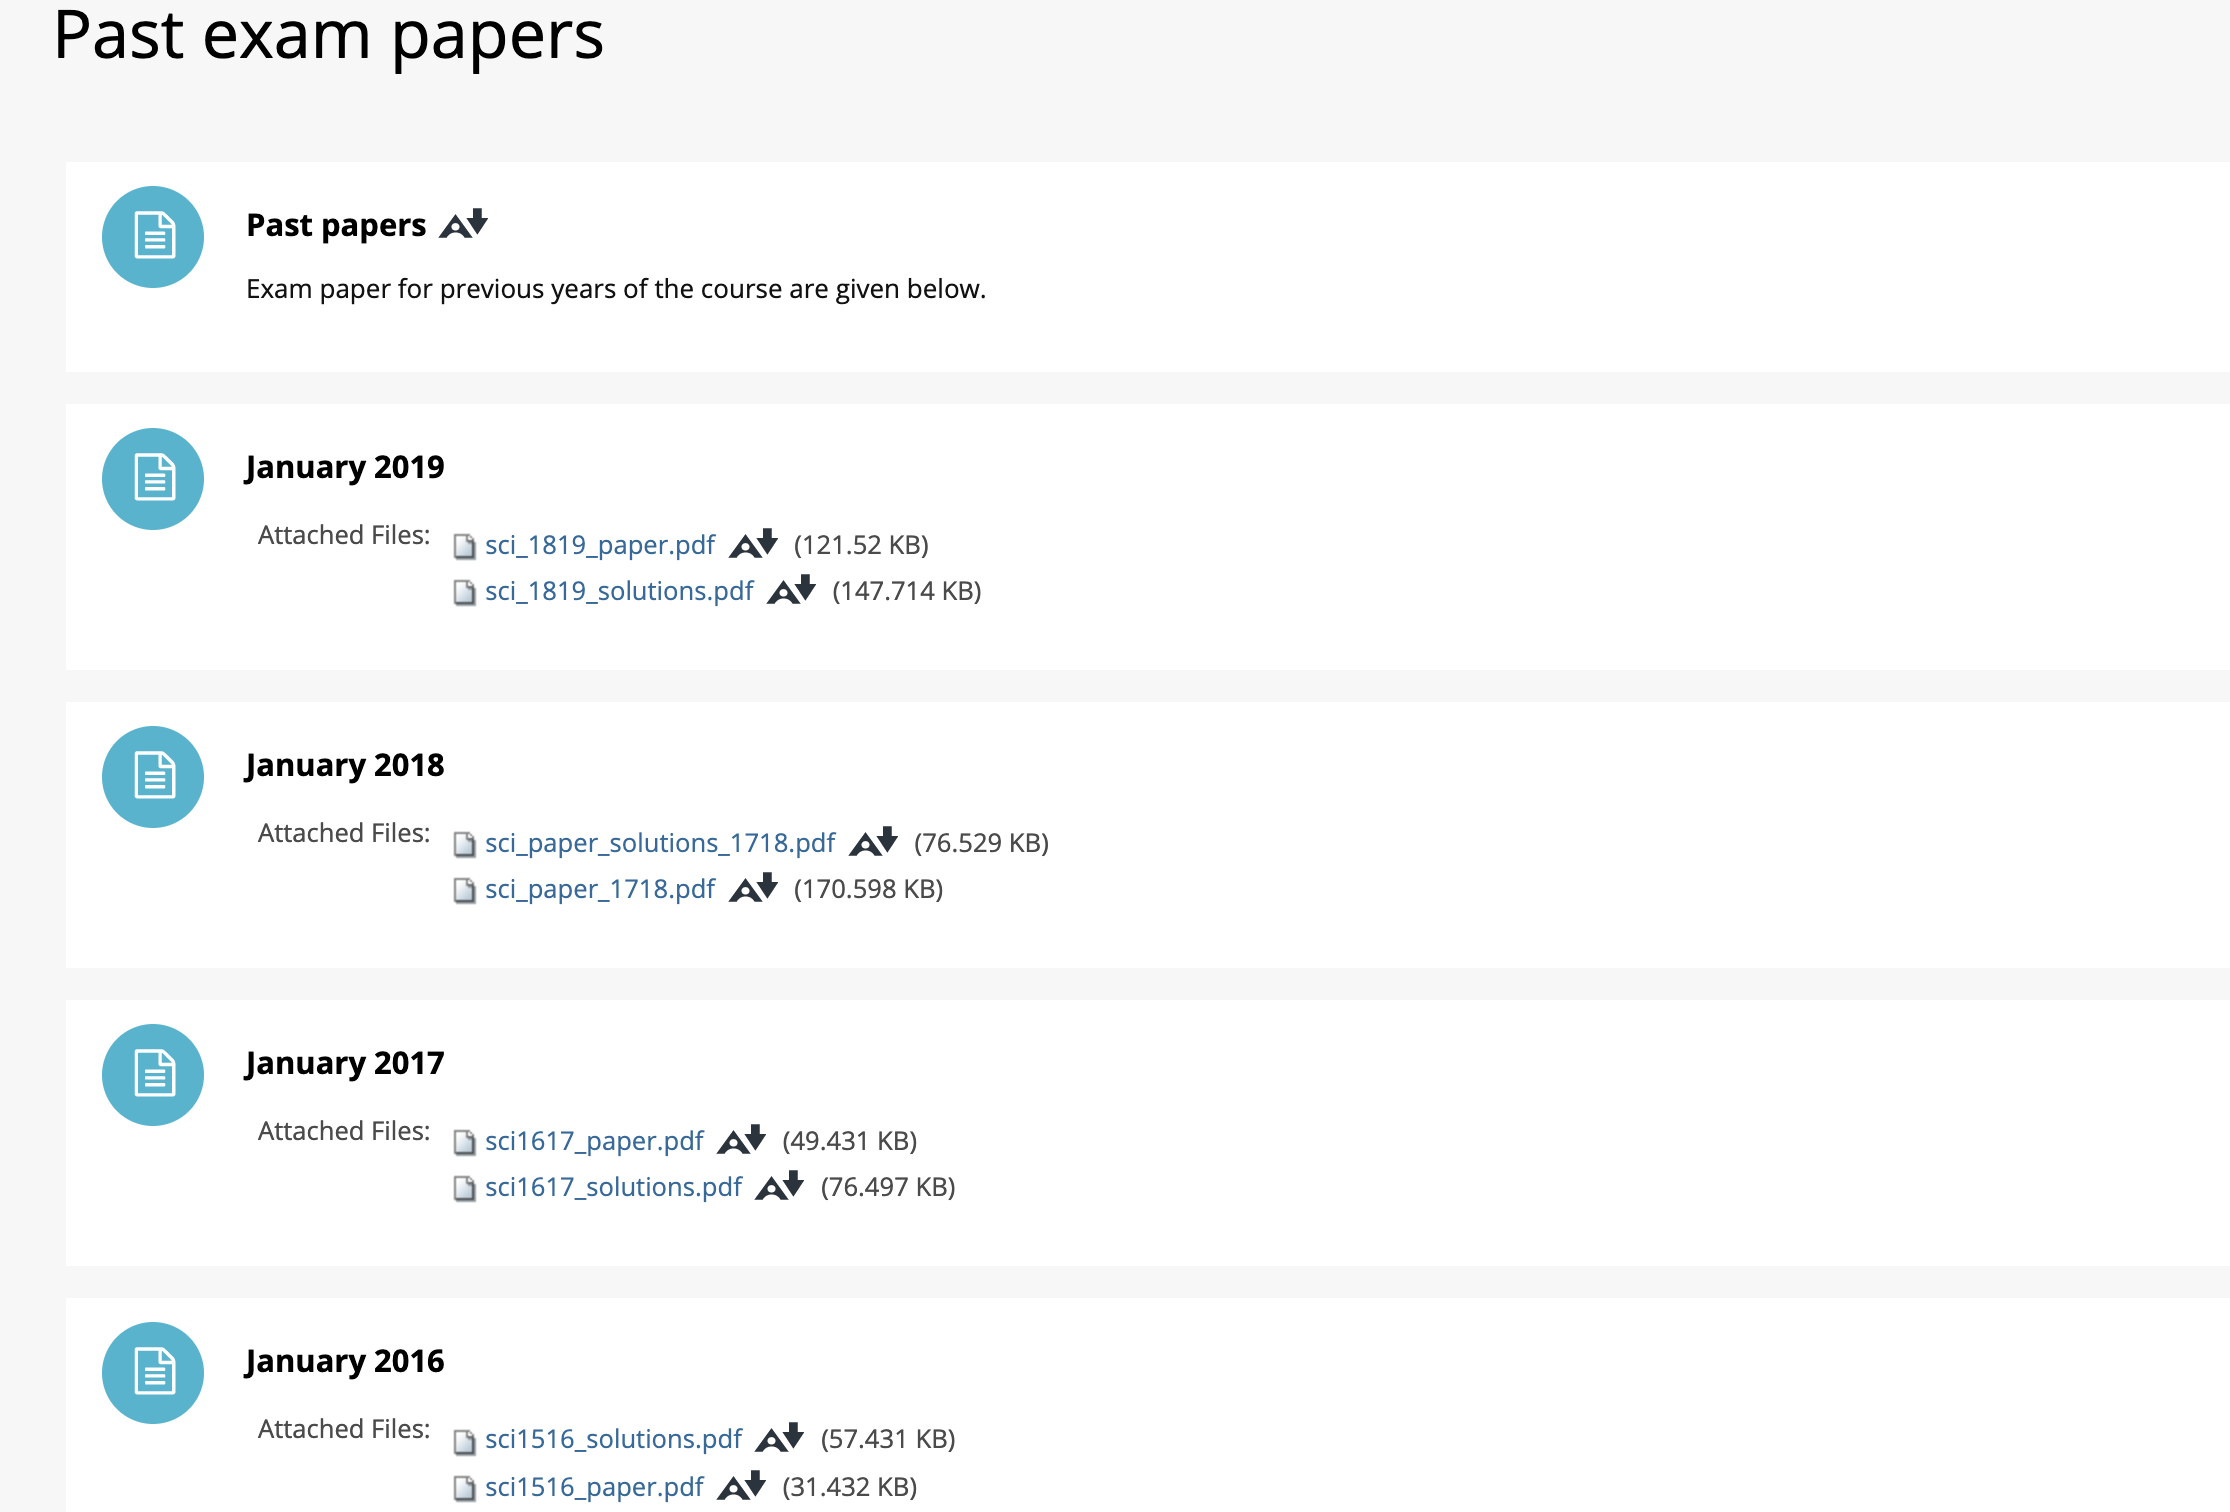 Past exam papers
Past papers
Exam paper for previous years of the course are given below.
January 2019
Attached Files:
sci_1819_paper.pdf (121.52 KB)
sci_1819_solutions.pdf (147.714 KB)
January 2018
Attached Files:
sci_paper_solutions_1718.pdf (76.529 KB)
sci_paper_1718.pdf (170.598 KB)
January 2017
Attached Files:
sci1617_paper.pdf (49.431 KB)
sci1617_solutions.pdf (76.497 KB)
January 2016
Attached Files:
sci1516_solutions.pdf (57.431 KB)
sci1516_paper.pdf (31.432 KB)